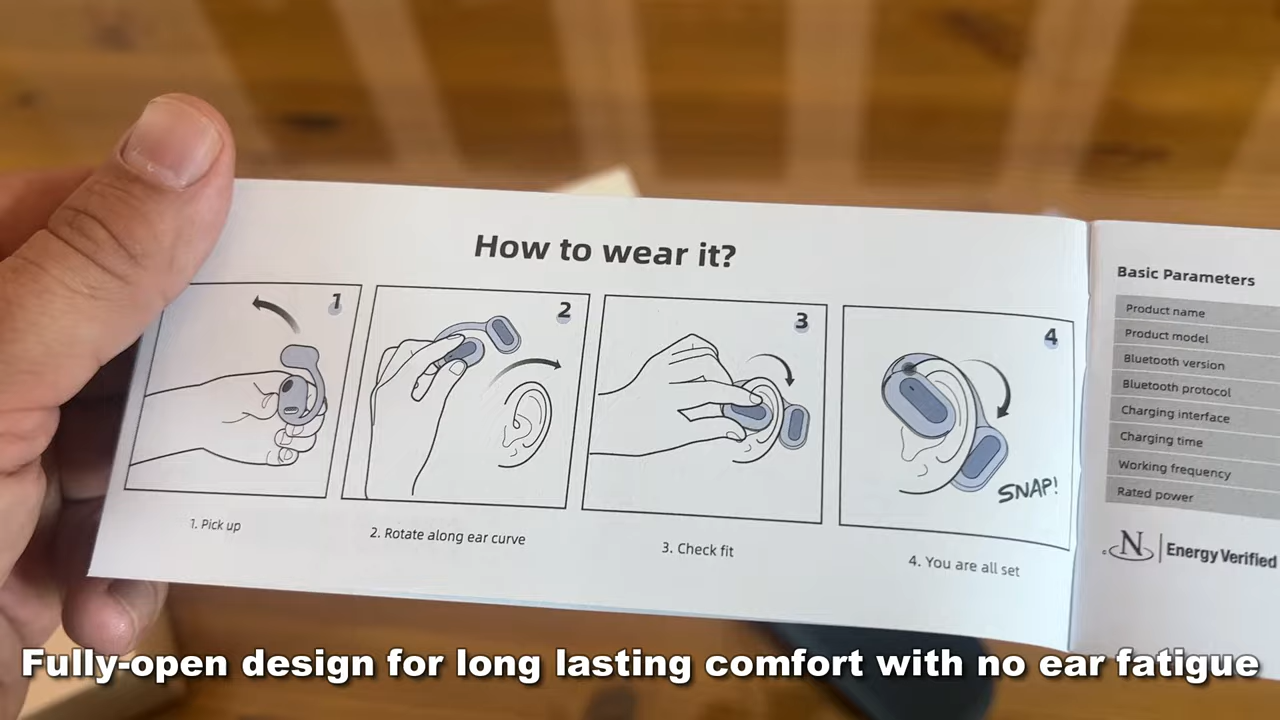 How to wear it?
1
2
3
4
SNAP!
1. Pick up
2. Rotate along ear curve
3. Check fit
4. You are all set
Basic Parameters
Product name
Product model
Bluetooth version
Bluetooth protocol
Charging interface
Charging time
Working frequency
Rated power
N
Energy Verified
Fully-open design for long lasting comfort with no ear fatigue